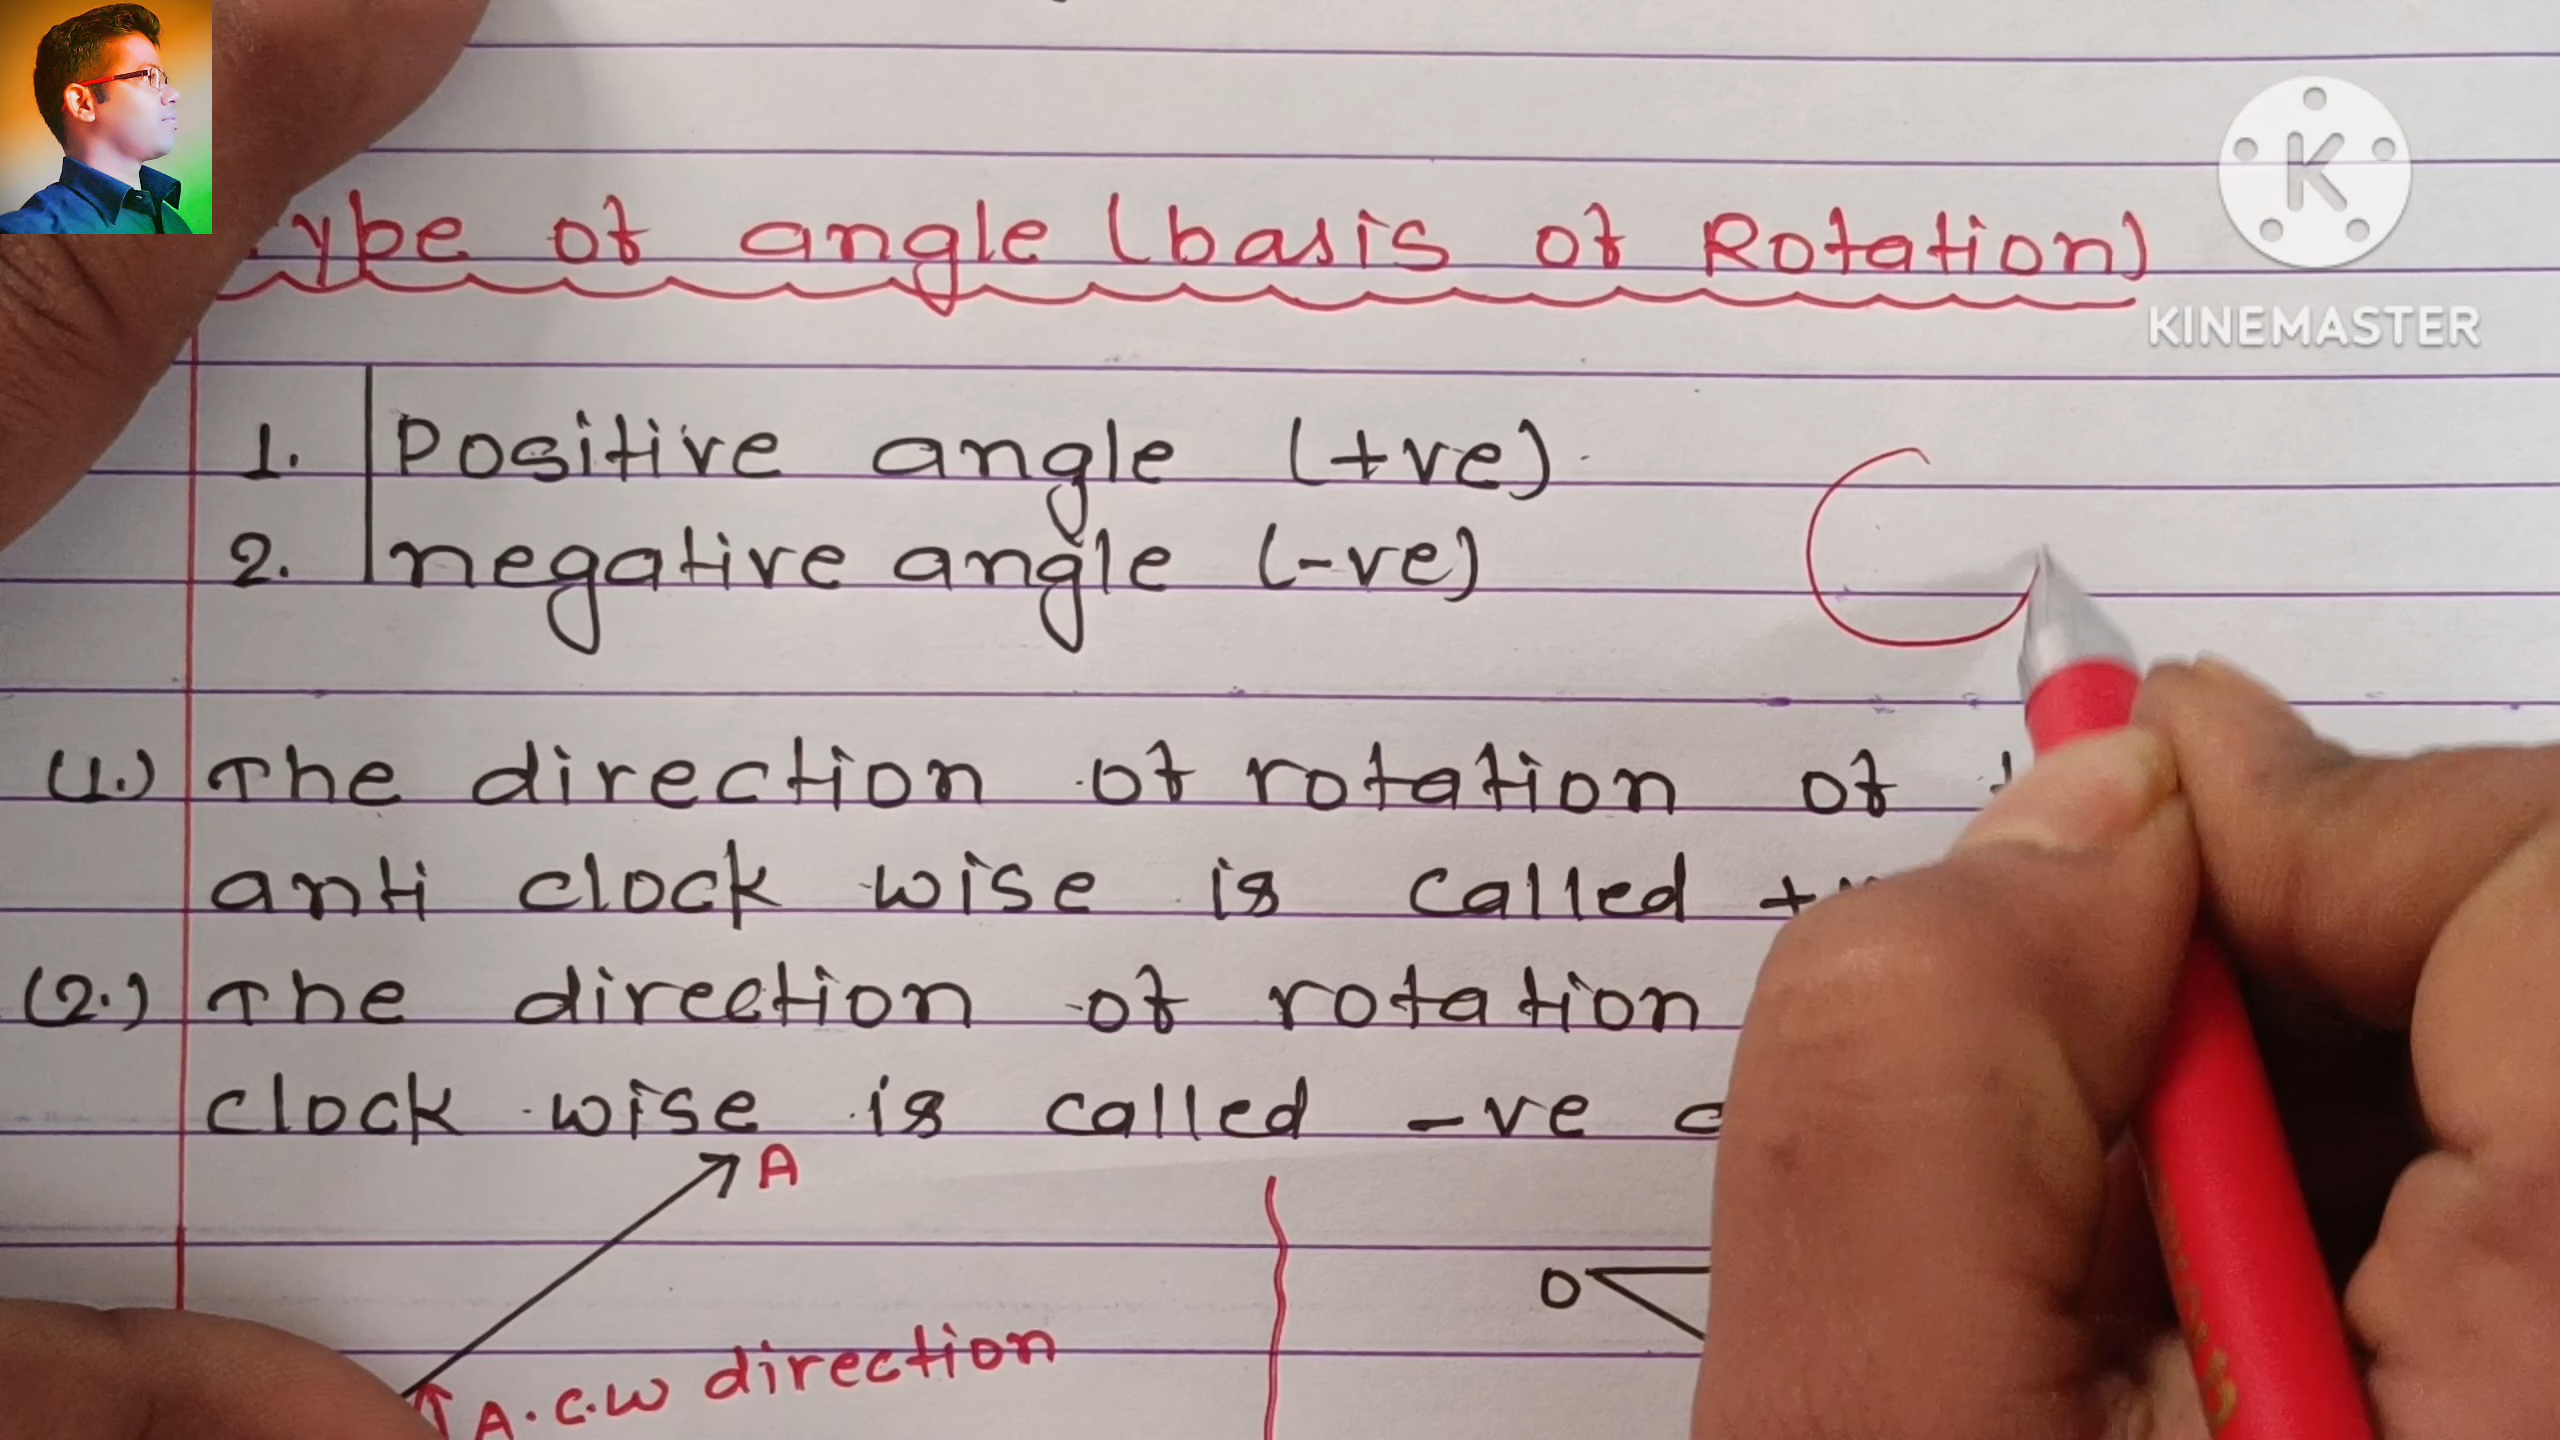 ype of angle (basis of Rotation)
KINEMASTER
1. Positive angle (+ve)
2. negative angle (-ve)
(1.) The direction of rotation of
anti clock wise is called
(2.) The direction of rotation
clock wise is called -ve
A
O
A.C.W direction